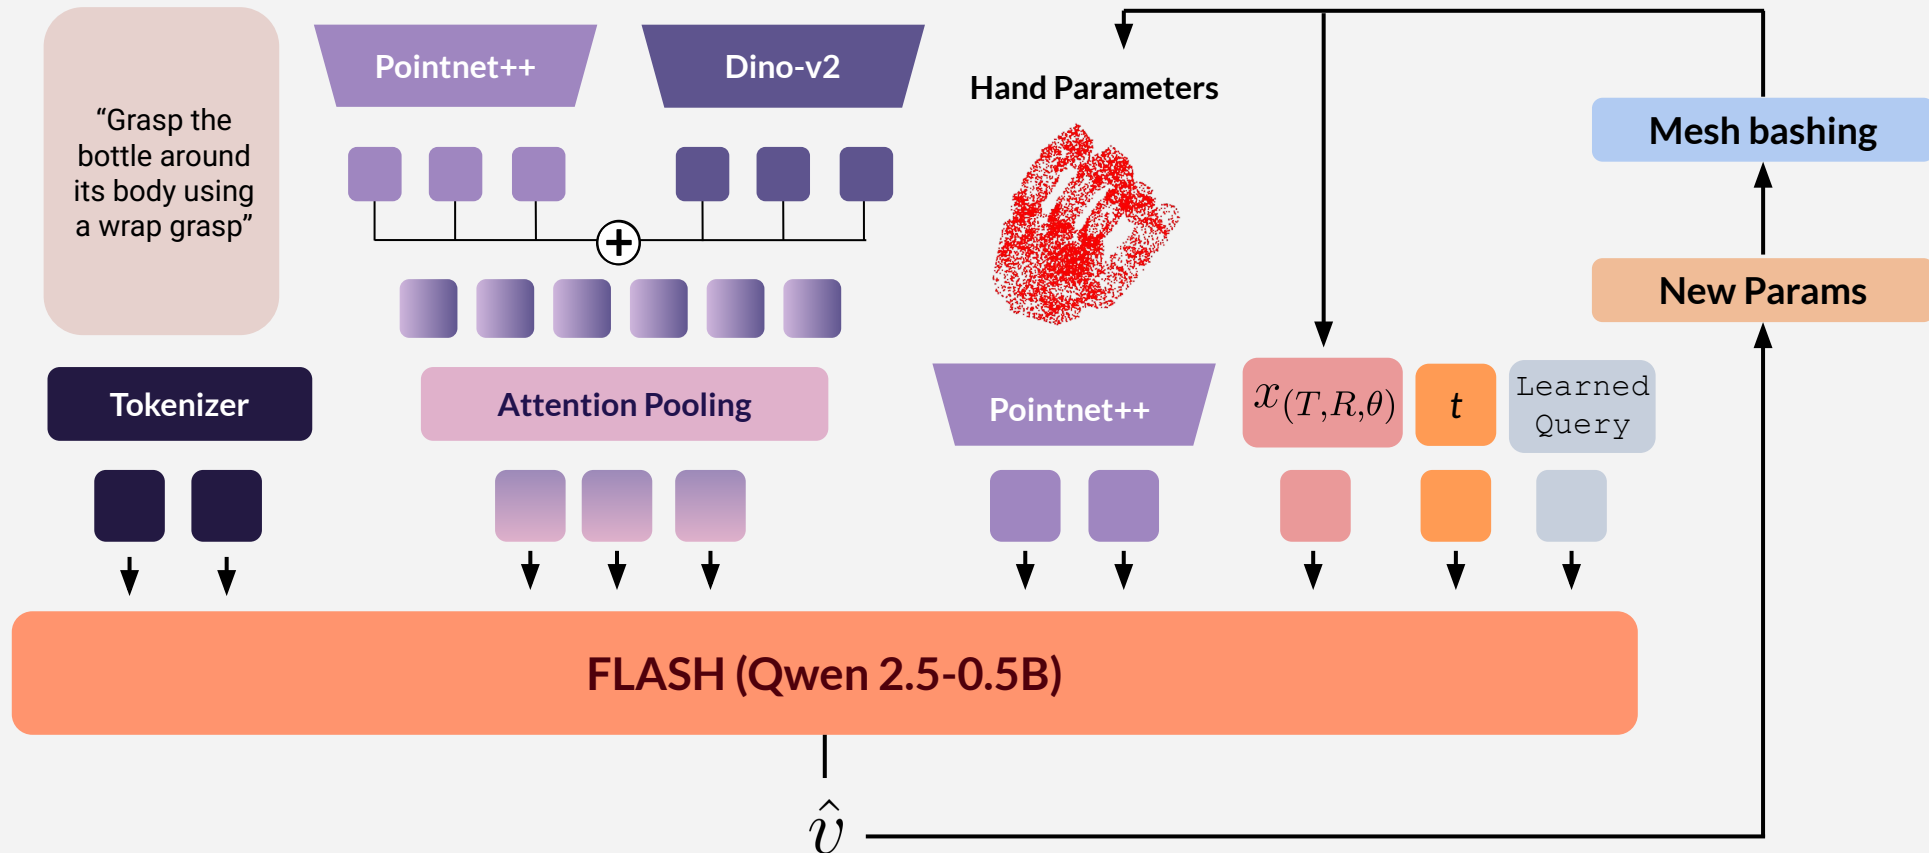 “Grasp the
bottle around
its body using
a wrap grasp”
Pointnet++
Dino-v2
Hand Parameters
Mesh bashing
New Params
Tokenizer
Attention Pooling
Pointnet++
x(T,R,θ)
t
Learned
Query
FLASH (Qwen 2.5-0.5B)
v̂